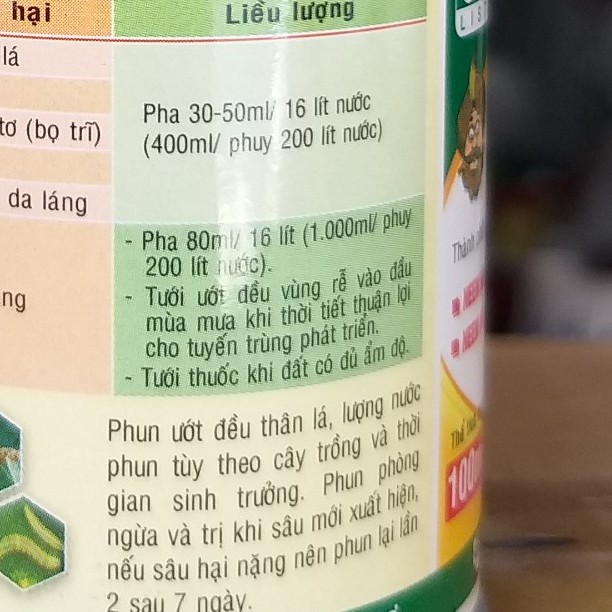 hại
Liều lượng
lá
tơ (bọ trĩ)
da láng
ng
Pha 30-50ml/ 16 lít nước
(400ml/ phuy 200 lít nước)
- Pha 80ml/ 16 lít (1.000ml/ phuy
200 lít nước).
- Tưới ướt đều vùng rễ vào đầu
mùa mưa khi thời tiết thuận lợi
cho tuyến trùng phát triển.
- Tưới thuốc khi đất có đủ ẩm độ.
Phun ướt đều thân lá, lượng nước
phun tùy theo cây trồng và thời
gian sinh trưởng. Phun phòng
ngừa và trị khi sâu mới xuất hiện,
nếu sâu hại nặng nên phun lại lần
2 sau 7 ngày.
LIS
Thành
NEEM
NEEM
Thể
100